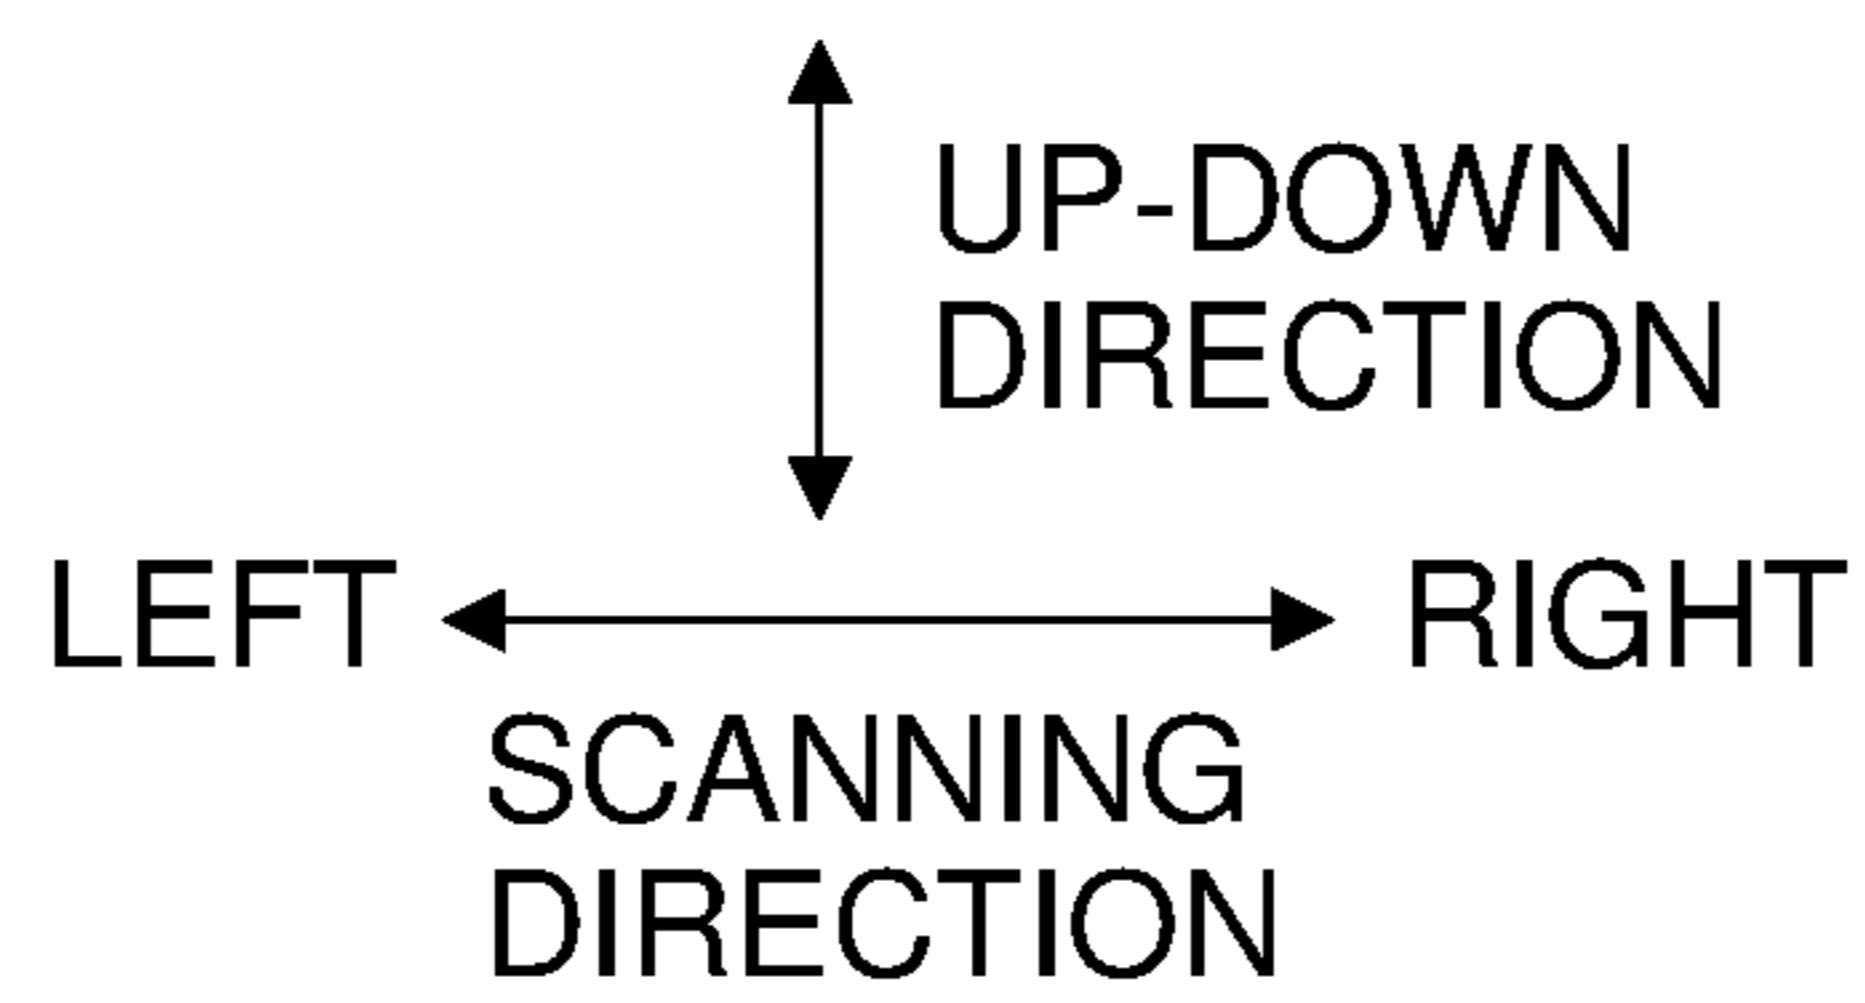 UP-DOWN
DIRECTION
LEFT RIGHT
SCANNING
DIRECTION